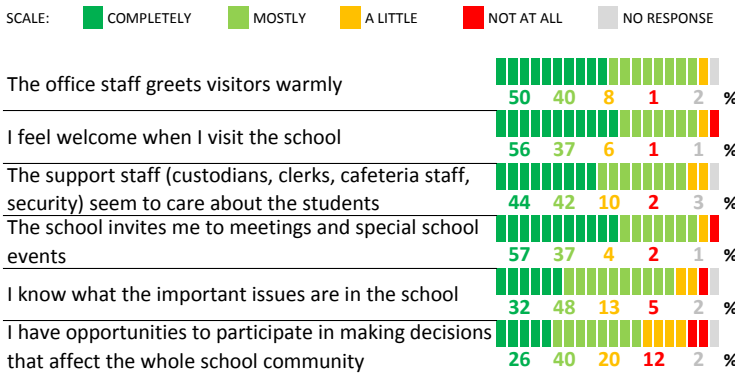 SCALE: COMPLETELY MOSTLY A LITTLE NOT AT ALL NO RESPONSE
The office staff greets visitors warmly
50 40 8 1 2 %
I feel welcome when I visit the school
56 37 6 1 1 %
The support staff (custodians, clerks, cafeteria staff,
security) seem to care about the students
44 42 10 2 3 %
The school invites me to meetings and special school
events
57 37 4 2 1 %
I know what the important issues are in the school
32 48 13 5 2 %
I have opportunities to participate in making decisions
that affect the whole school community
26 40 20 12 2 %